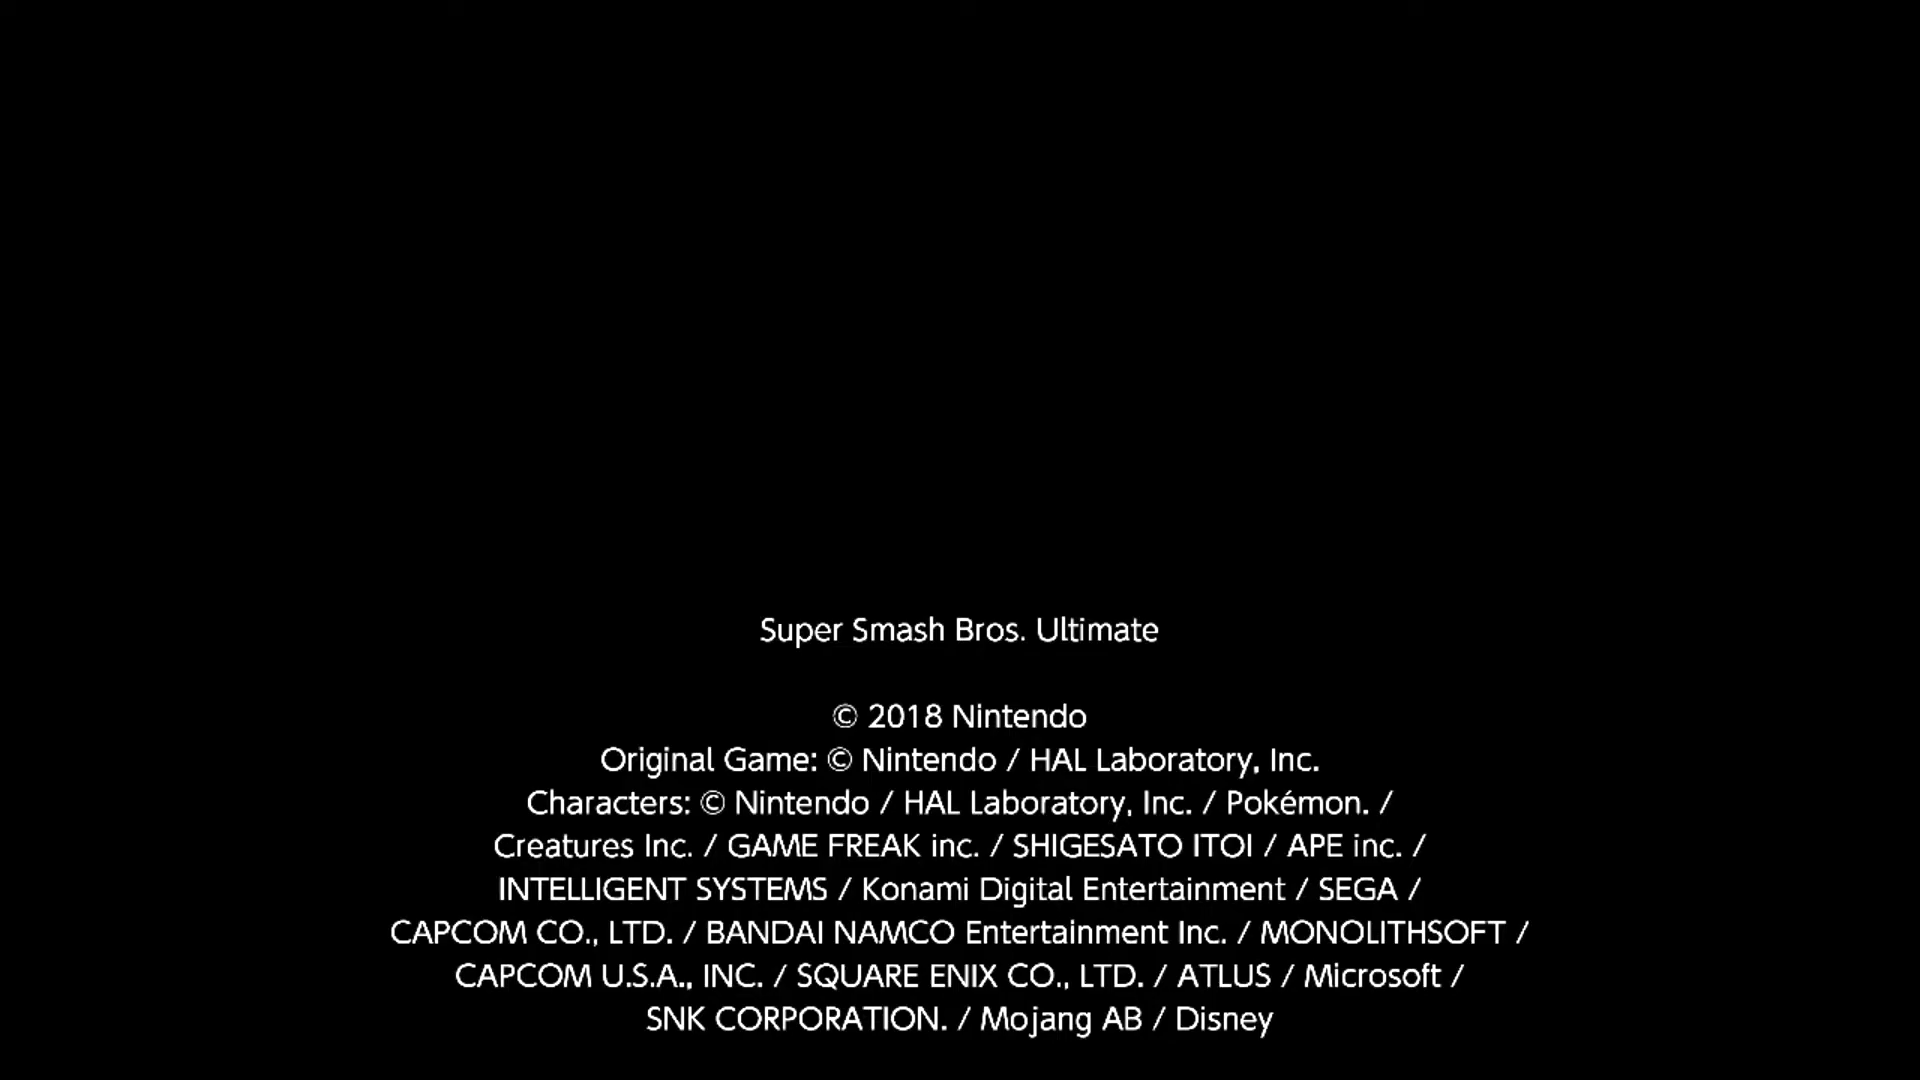 Super Smash Bros. Ultimate
© 2018 Nintendo
Original Game: © Nintendo / HAL Laboratory, Inc.
Characters: © Nintendo / HAL Laboratory, Inc. / Pokémon. /
Creatures Inc. / GAME FREAK inc. / SHIGESATO ITOI / APE inc. /
INTELLIGENT SYSTEMS / Konami Digital Entertainment / SEGA /
CAPCOM CO., LTD. / BANDAI NAMCO Entertainment Inc. / MONOLITHSOFT /
CAPCOM U.S.A., INC. / SQUARE ENIX CO., LTD. / ATLUS / Microsoft /
SNK CORPORATION. / Mojang AB / Disney